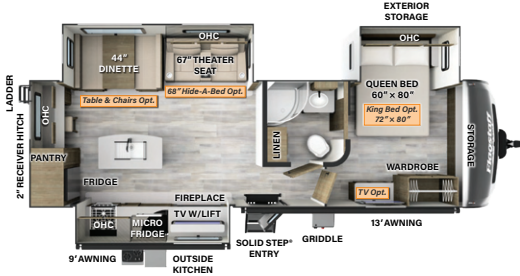 EXTERIOR
STORAGE
OHC
OHC
44"
DINETTE
67" THEATER
SEAT
Table & Chairs Opt.
68" Hide-A-Bed Opt.
QUEEN BED
60" x 80"
King Bed Opt.
72" x 80"
LADDER
2" RECEIVER HITCH
OHC
PANTRY
FRIDGE
LINEN
STORAGE
Flagstaff
WARDROBE
TV Opt.
FIREPLACE
TV W/LIFT
OHC
MICRO
FRIDGE
9' AWNING
OUTSIDE
KITCHEN
SOLID STEP®
ENTRY
GRIDDLE
13' AWNING